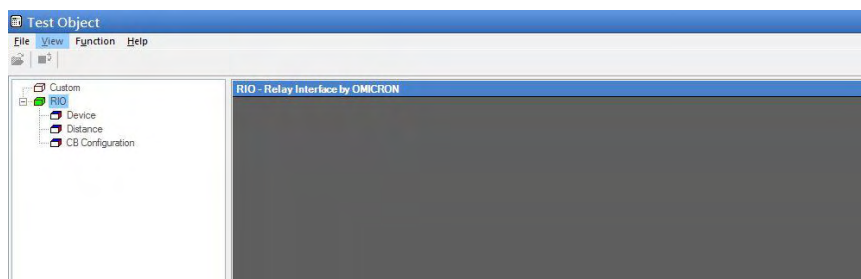 Test Object
File View Function Help
Custom
RIO
Device
Distance
CB Configuration
RIO - Relay Interface by OMICRON